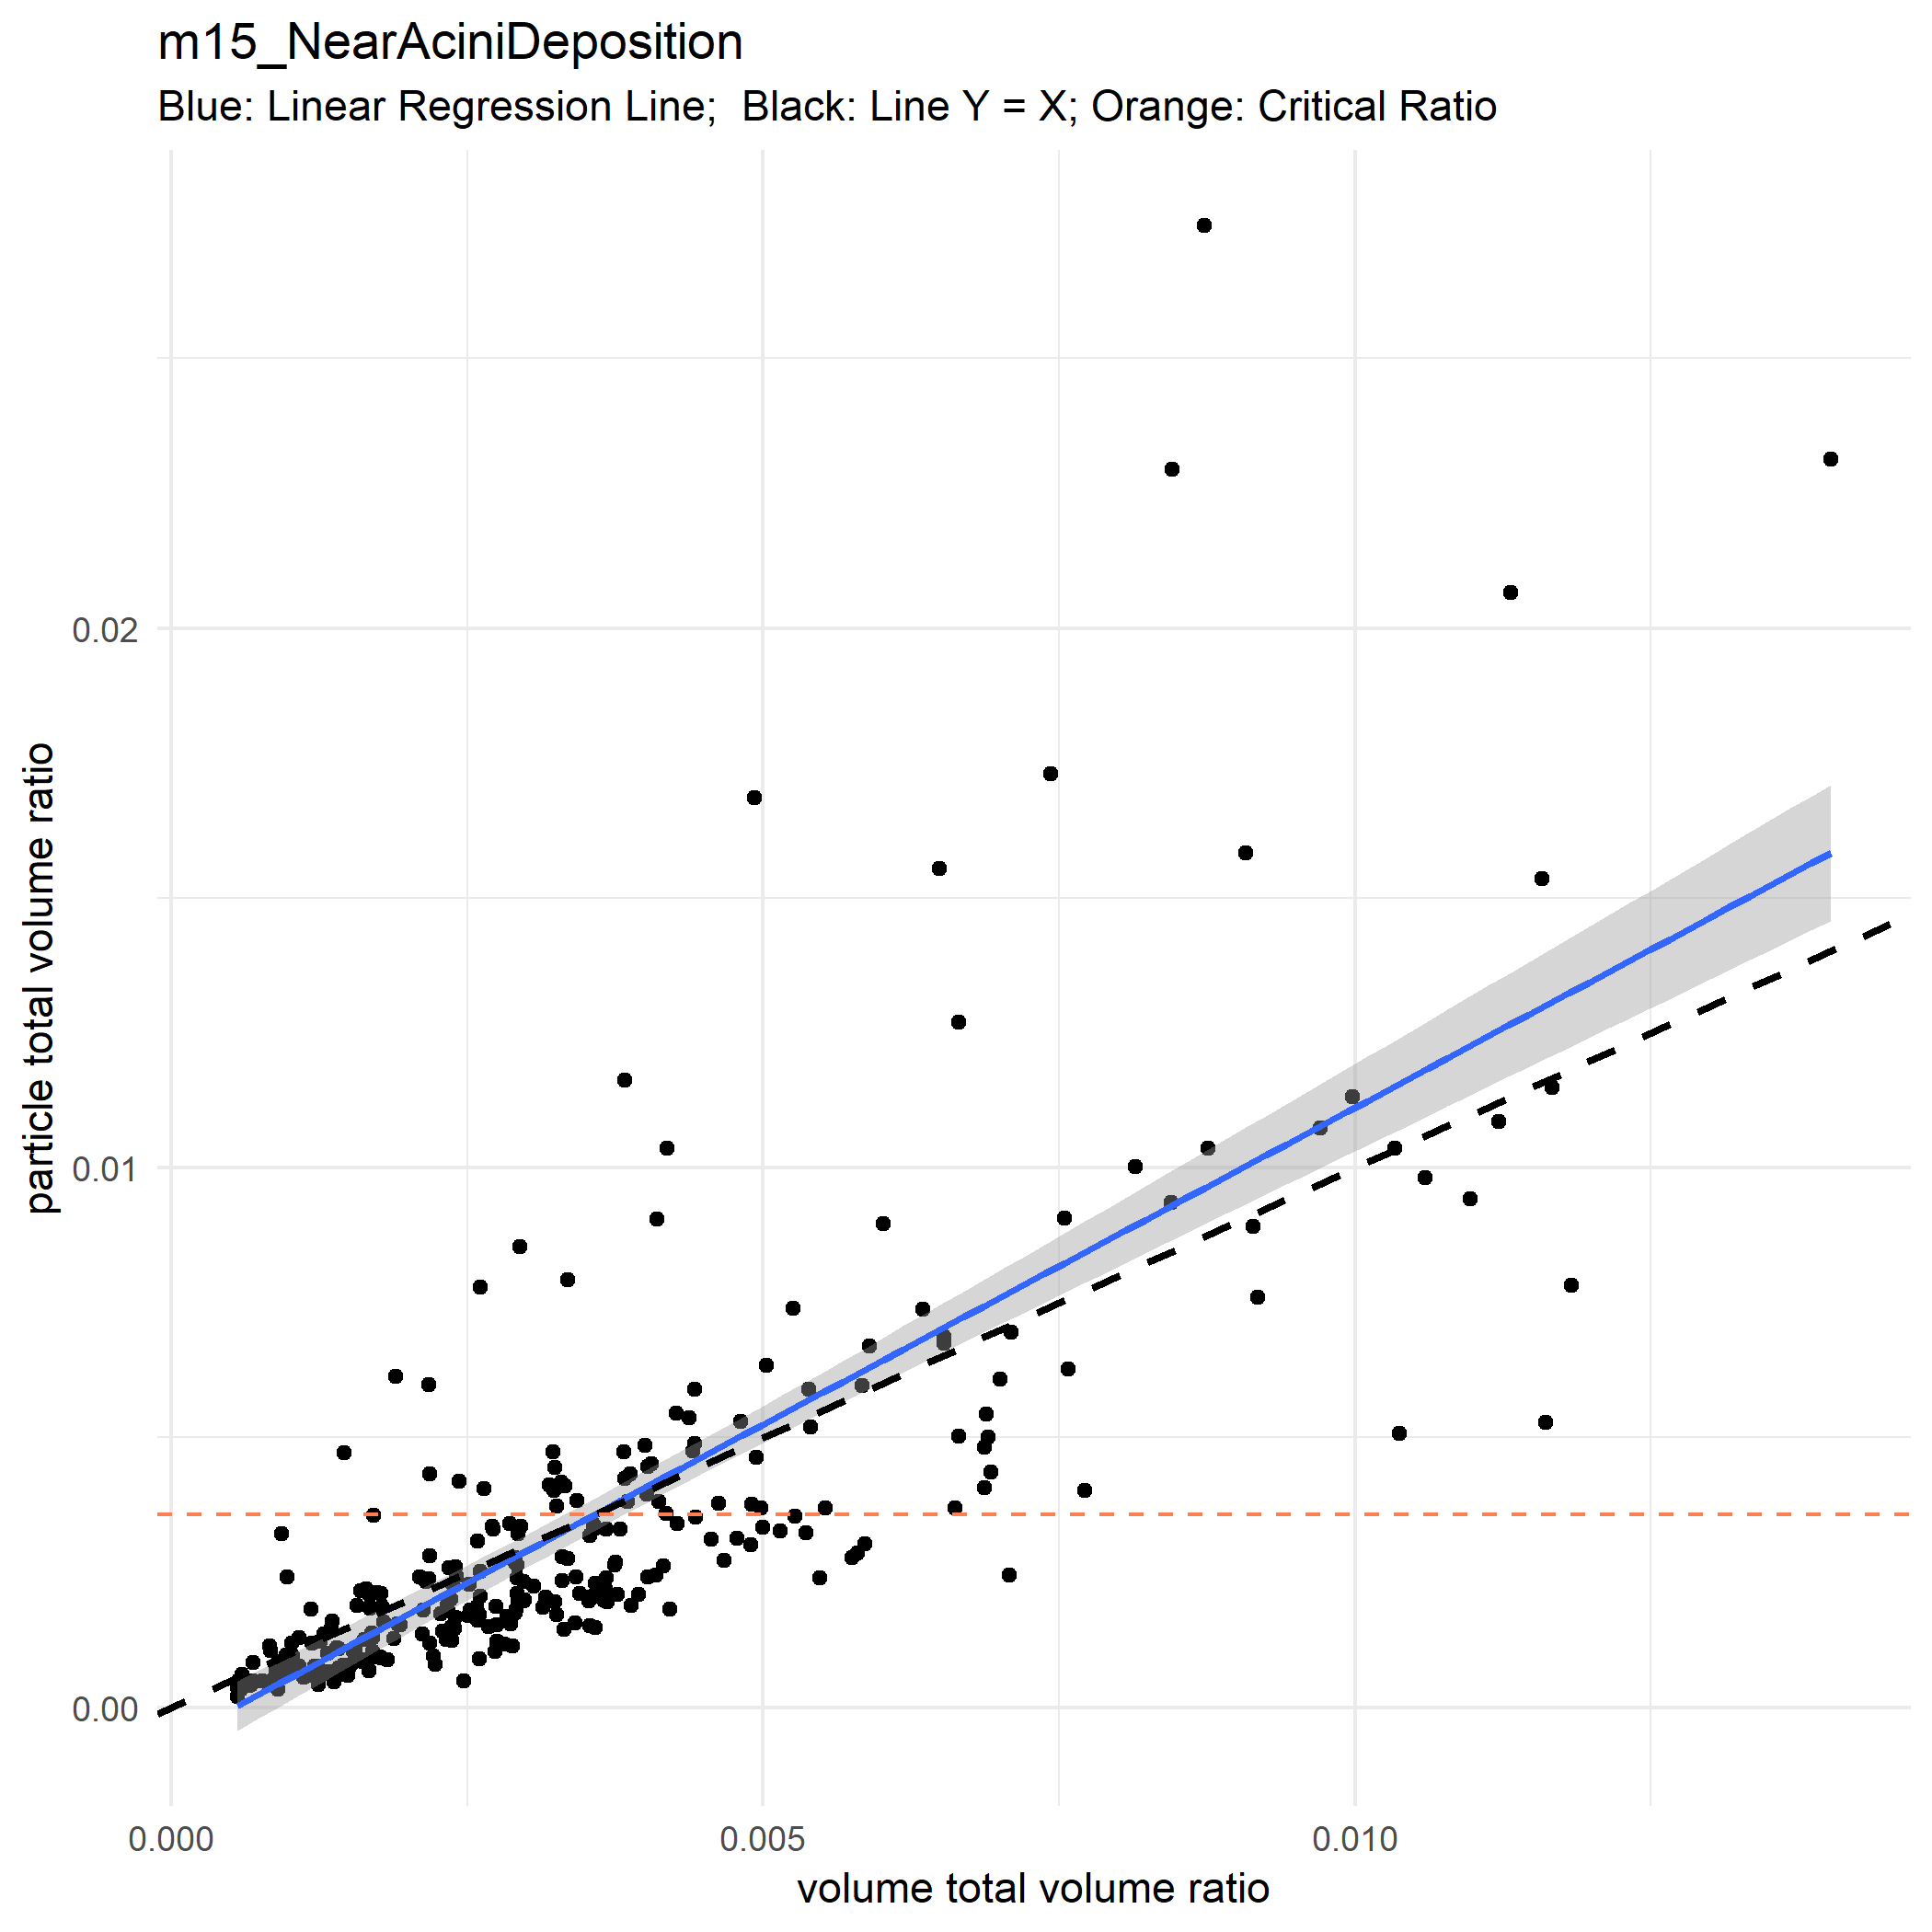 m15_NearAciniDeposition
Blue: Linear Regression Line;  Black: Line Y = X; Orange: Critical Ratio
particle total volume ratio
0.02
0.01
0.00
0.000
0.005
0.010
volume total volume ratio